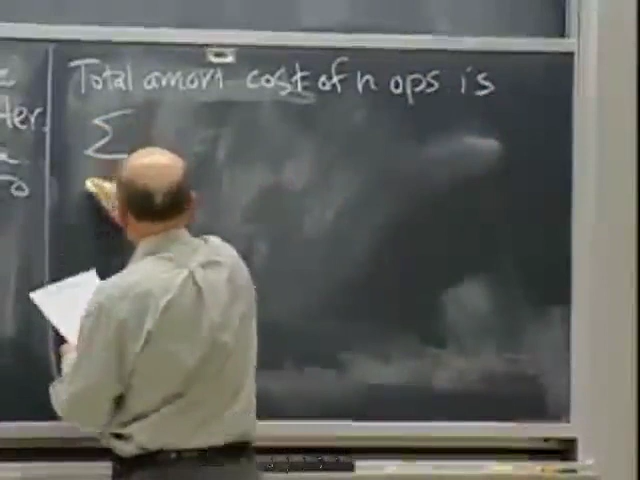 Total amort cost of n ops is
Σ